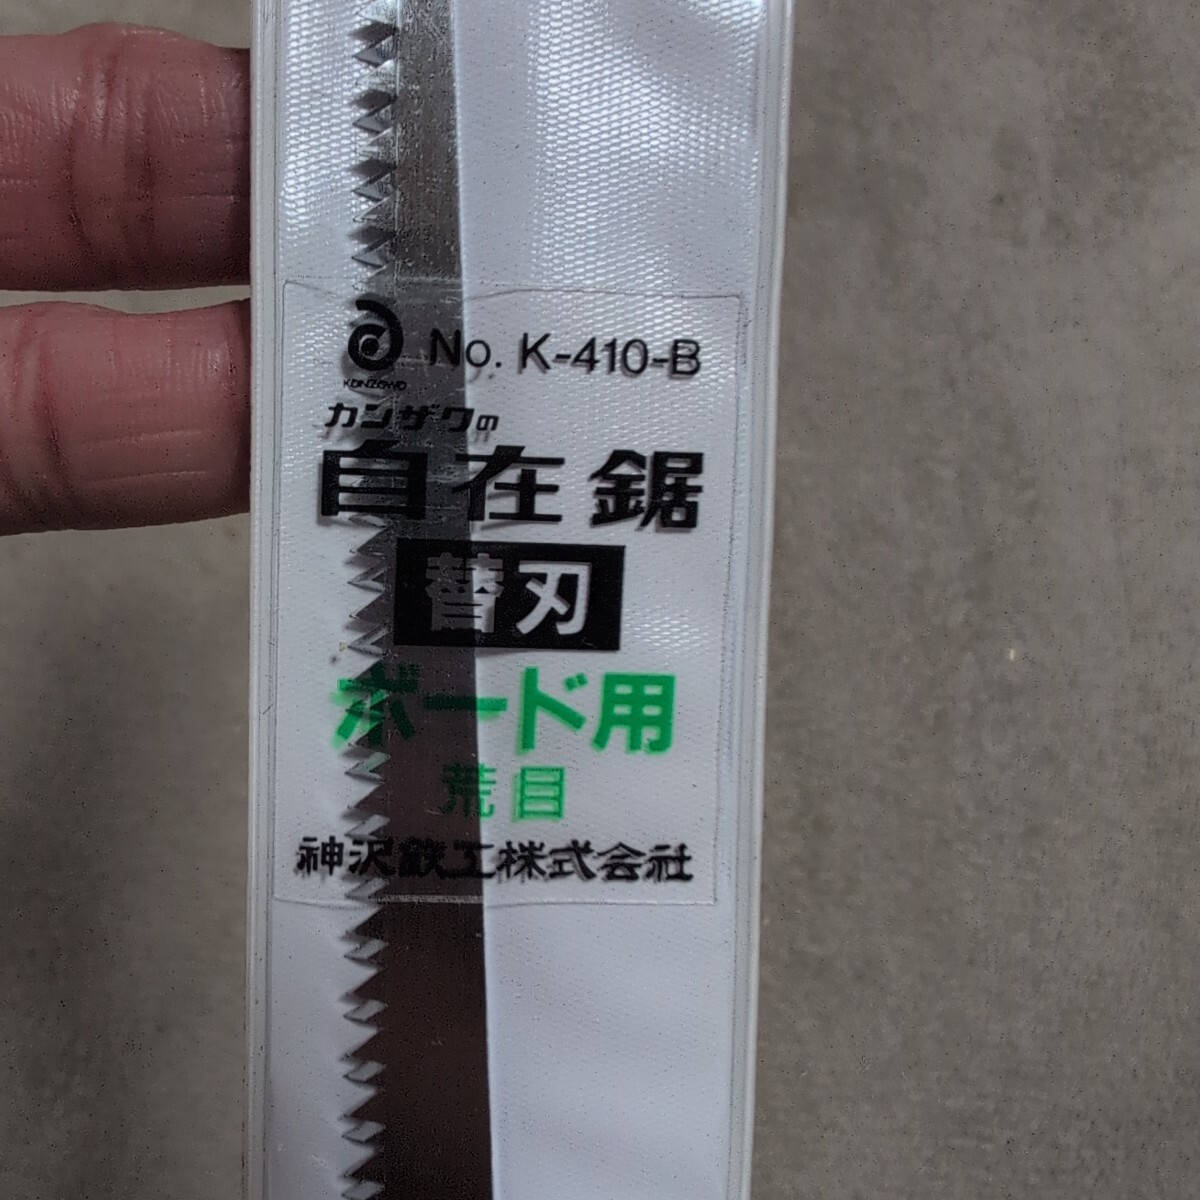 No. K-410-B
KANZAWA
カンザワの
自在鋸
替刃
ボード用
荒目
神沢鉄工株式会社